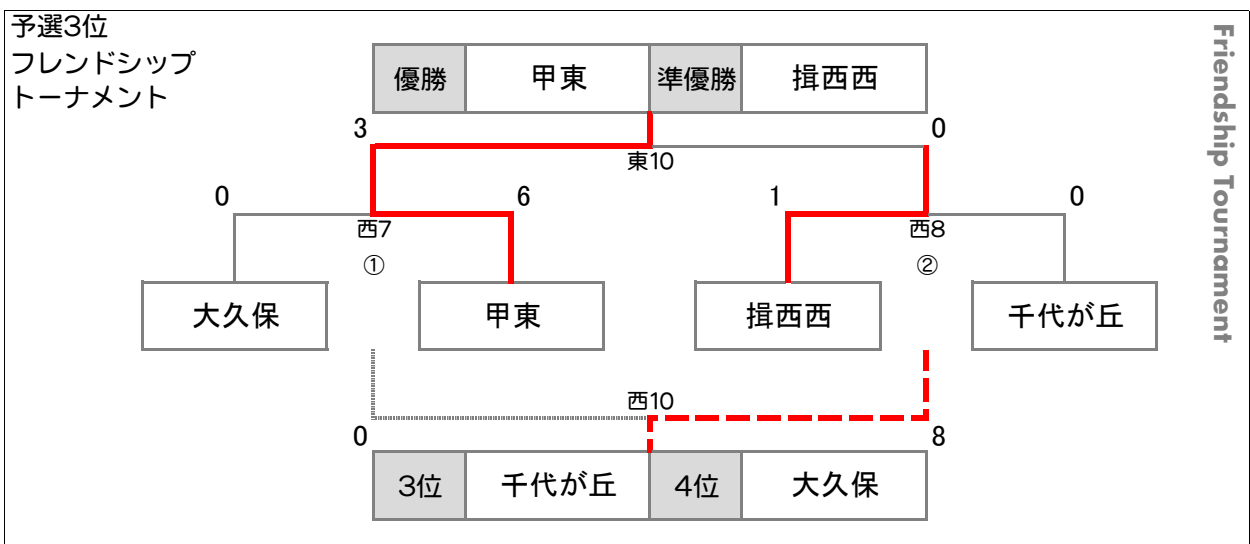 予選3位
フレンドシップ
トーナメント
優勝 甲東 準優勝 揖西西
3 0
東10
0 6 1 0
西7 西8
① ②
大久保 甲東 揖西西 千代が丘
西10
0 8
3位 千代が丘 4位 大久保
Friendship Tournament